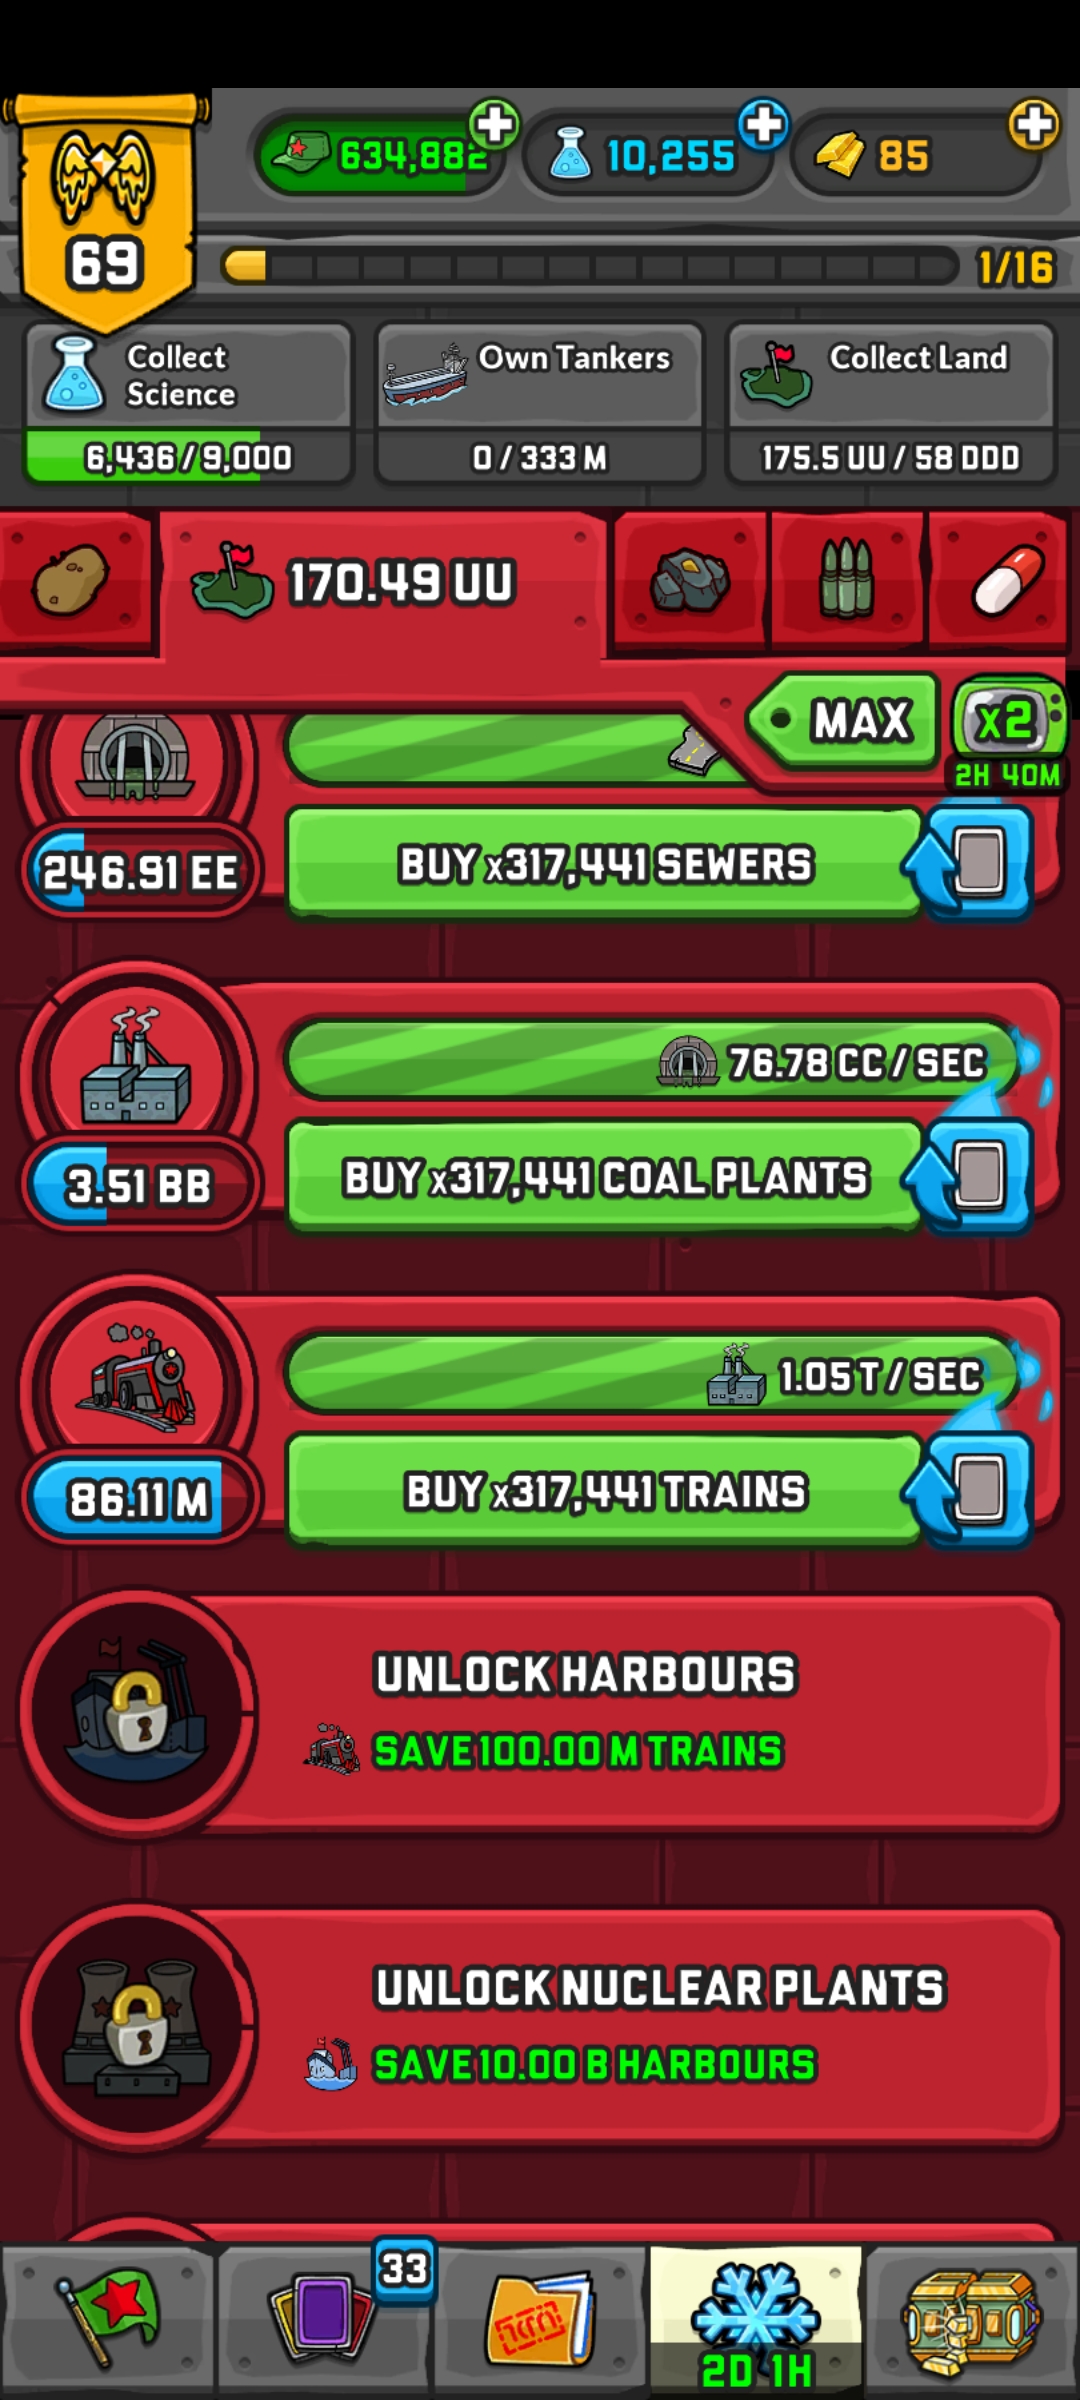 634,882
10,255
85
69
1/16
Collect
Science
6,436/9,000
Own Tankers
0/333 M
Collect Land
175.5 UU/58 DDD
170.49 UU
MAX
x2
2H 40M
246.91 EE
BUY x317,441 SEWERS
76.78 CC/SEC
3.51 BB
BUY x317,441 COAL PLANTS
1.05 T/SEC
86.11 M
BUY x317,441 TRAINS
UNLOCK HARBOURS
SAVE 100.00 M TRAINS
UNLOCK NUCLEAR PLANTS
SAVE 10.00 B HARBOURS
33
2D 1H